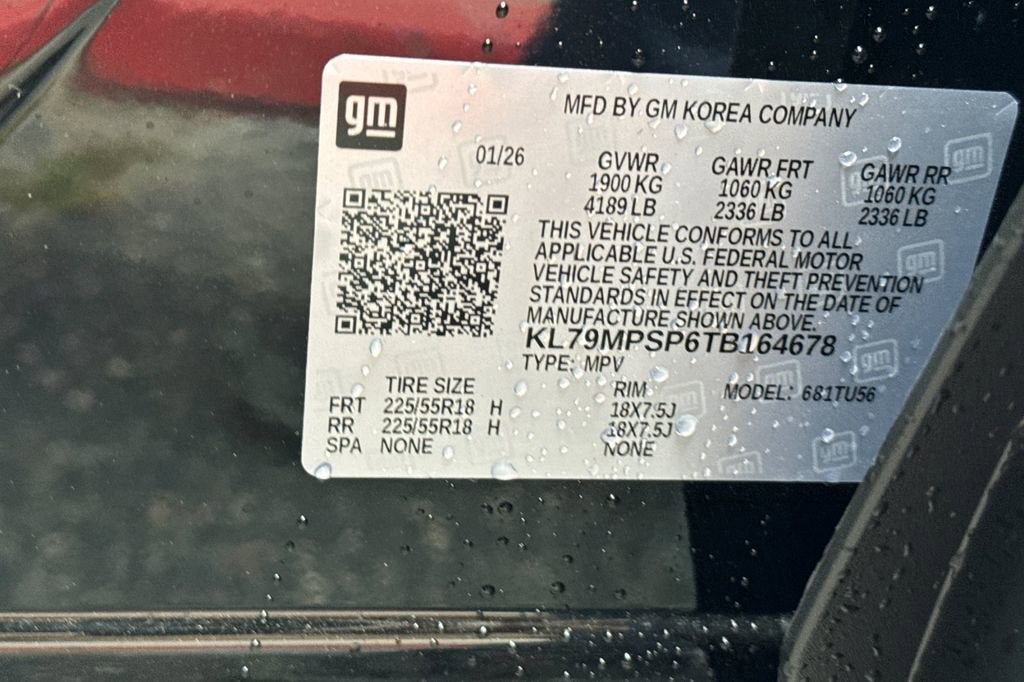 gm
MFD BY GM KOREA COMPANY
01/26
GVWR GAWR FRT GAWR RR
1900 KG 1060 KG 1060 KG
4189 LB 2336 LB 2336 LB
THIS VEHICLE CONFORMS TO ALL
APPLICABLE U.S. FEDERAL MOTOR
VEHICLE SAFETY AND THEFT PREVENTION
STANDARDS IN EFFECT ON THE DATE OF
MANUFACTURE SHOWN ABOVE.
KL79MPSP6TB164678
TYPE: MPV
TIRE SIZE RIM MODEL: 681TU56
FRT 225/55R18 H 18X7.5J
RR 225/55R18 H 18X7.5J
SPA NONE NONE